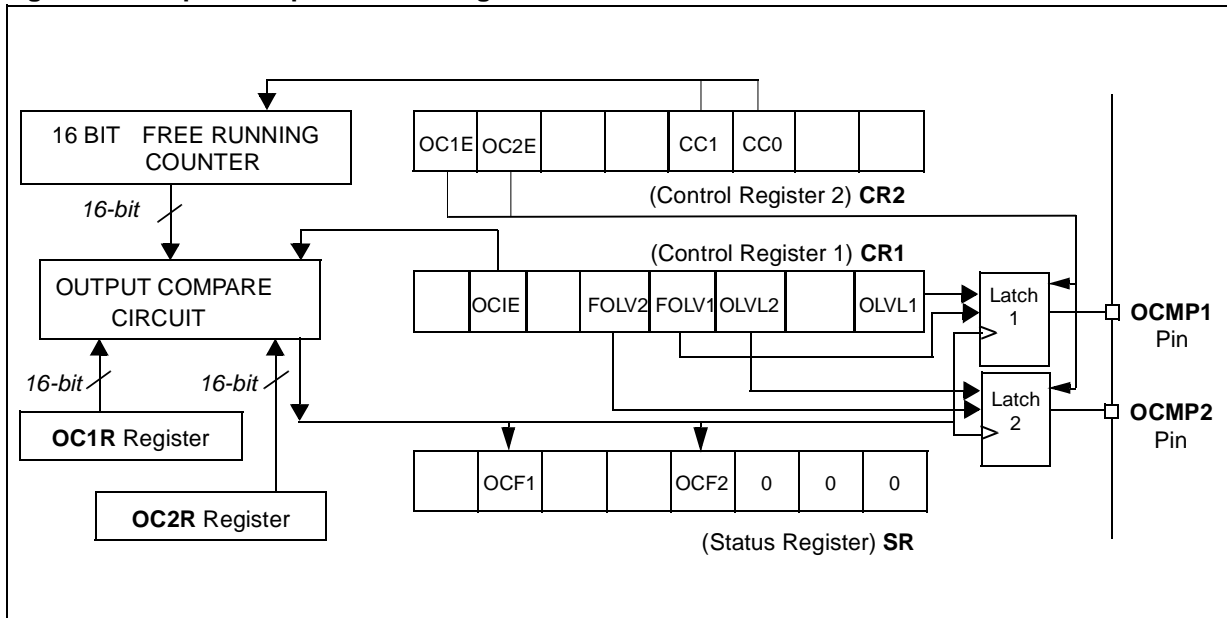 16 BIT FREE RUNNING
COUNTER
OC1E OC2E CC1 CC0
16-bit
(Control Register 2) CR2
(Control Register 1) CR1
OUTPUT COMPARE
CIRCUIT
OCIE FOLV2 FOLV1 OLVL2 OLVL1
Latch
1
OCMP1
Pin
16-bit 16-bit
Latch
2
OCMP2
Pin
OC1R Register
OCF1 OCF2 0 0 0
OC2R Register
(Status Register) SR